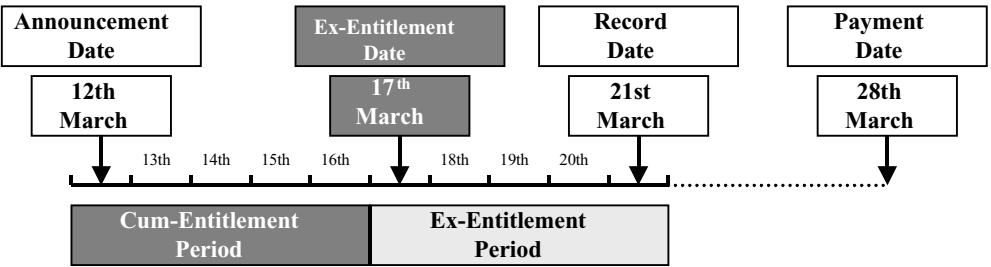 Announcement
Date
Ex-Entitlement
Date
Record
Date
Payment
Date
12th
March
17th
March
21st
March
28th
March
13th
14th
15th
16th
18th
19th
20th
Cum-Entitlement
Period
Ex-Entitlement
Period